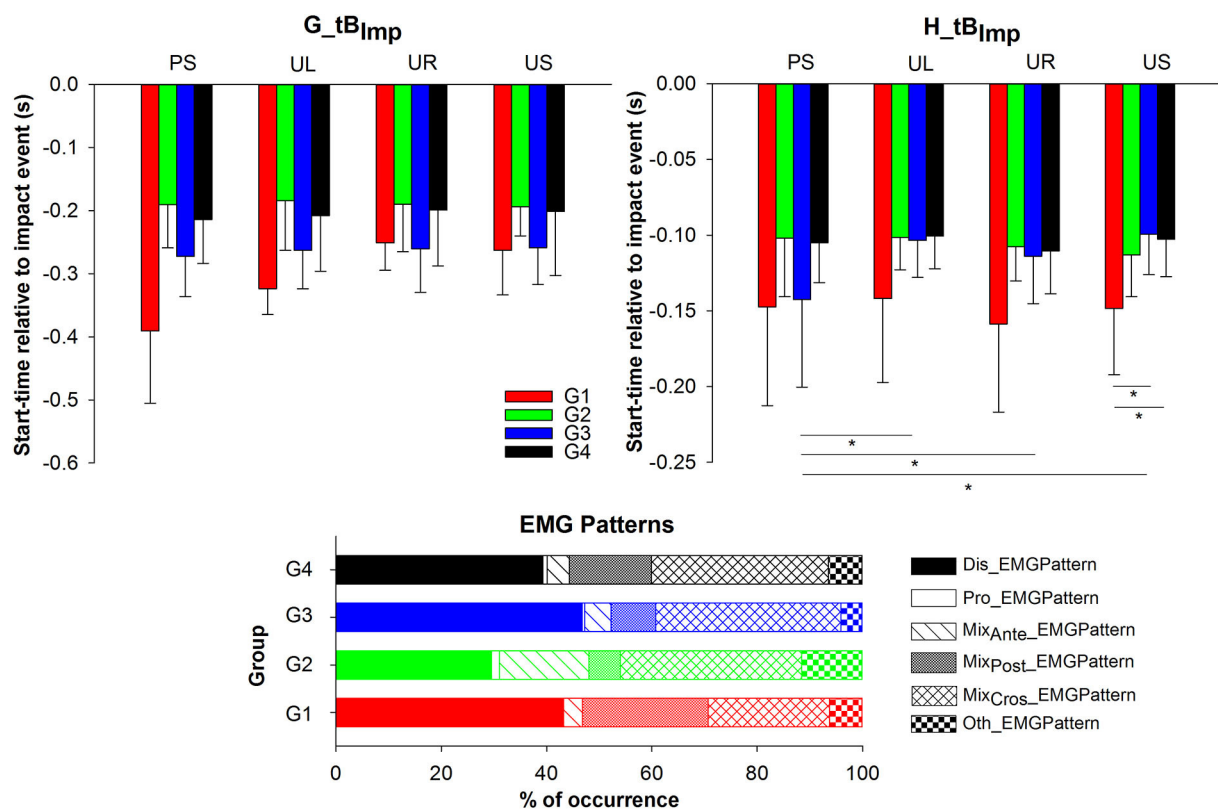 G_tBImp
PS UL UR US
Start-time relative to impact event (s)
0.0
-0.1
-0.2
-0.3
-0.4
-0.5
-0.6
G1
G2
G3
G4
H_tBImp
PS UL UR US
Start-time relative to impact event (s)
0.00
-0.05
-0.10
-0.15
-0.20
-0.25
*
*
*
*
*
EMG Patterns
Group
G4
G3
G2
G1
0 20 40 60 80 100
% of occurrence
Dis_EMGPattern
Pro_EMGPattern
MixAnte_EMGPattern
MixPost_EMGPattern
MixCros_EMGPattern
Oth_EMGPattern